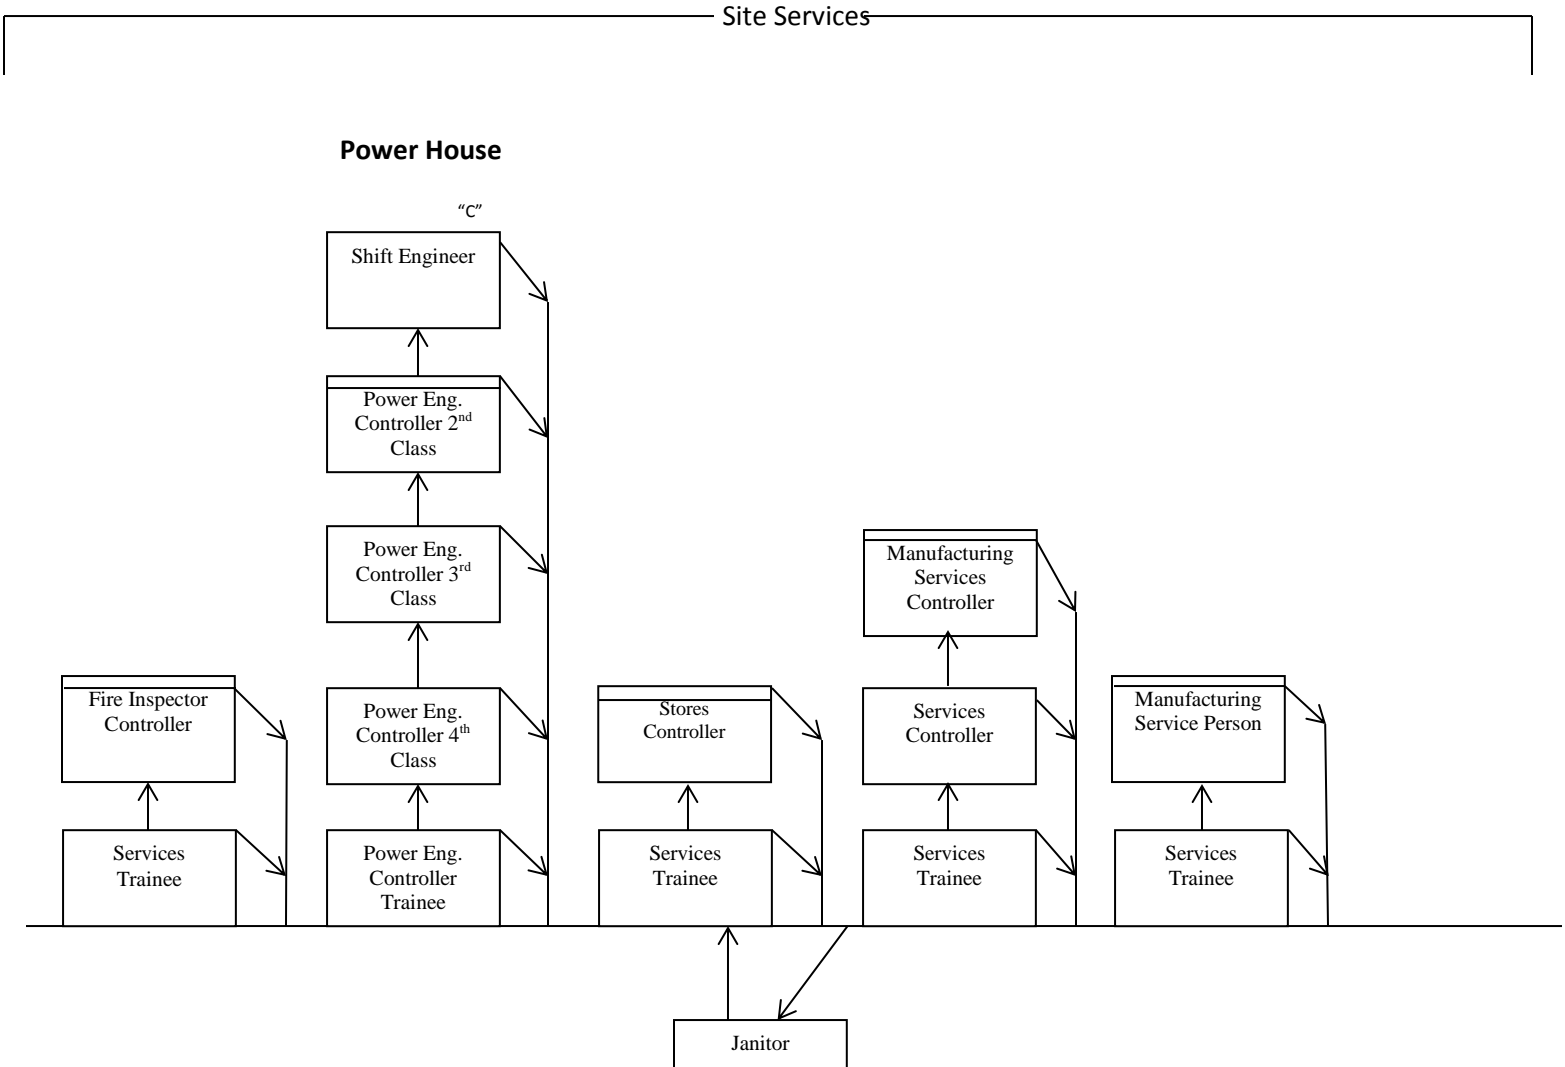 Site Services
Power House
“C”
Shift Engineer
Power Eng.
Controller 2nd
Class
Power Eng.
Controller 3rd
Class
Manufacturing
Services
Controller
Fire Inspector
Controller
Power Eng.
Controller 4th
Class
Stores
Controller
Services
Controller
Manufacturing
Service Person
Services
Trainee
Power Eng.
Controller
Trainee
Services
Trainee
Services
Trainee
Services
Trainee
Janitor